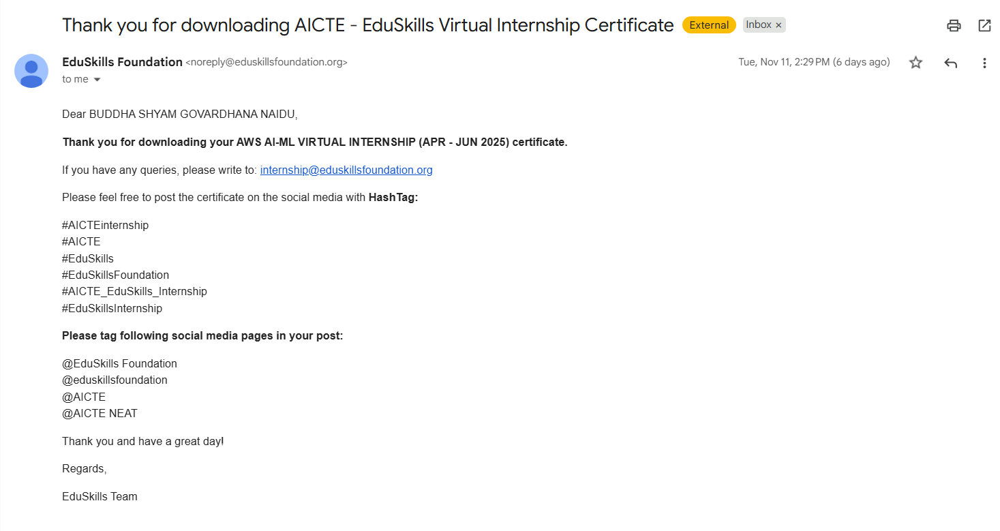 Thank you for downloading AICTE - EduSkills Virtual Internship Certificate External Inbox ×
EduSkills Foundation <noreply@eduskillsfoundation.org> Tue, Nov 11, 2:29 PM (6 days ago)
to me
Dear BUDDHA SHYAM GOVARDHANA NAIDU,
Thank you for downloading your AWS AI-ML VIRTUAL INTERNSHIP (APR - JUN 2025) certificate.
If you have any queries, please write to: internship@eduskillsfoundation.org
Please feel free to post the certificate on the social media with HashTag:
#AICTEinternship
#AICTE
#EduSkills
#EduSkillsFoundation
#AICTE_EduSkills_Internship
#EduSkillsInternship
Please tag following social media pages in your post:
@EduSkills Foundation
@eduskillsfoundation
@AICTE
@AICTE NEAT
Thank you and have a great day!
Regards,
EduSkills Team